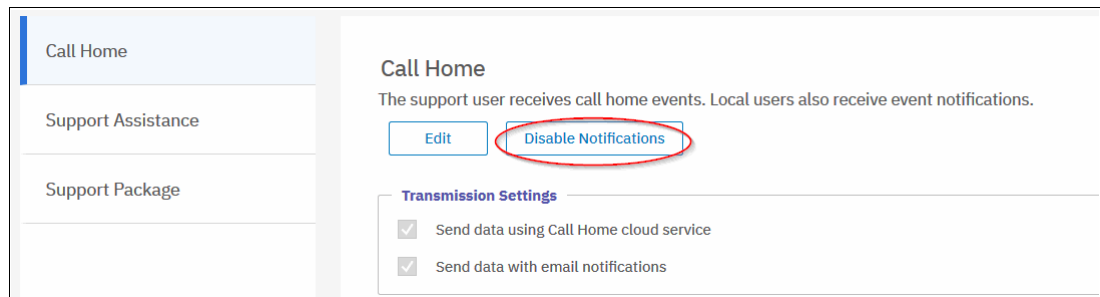 Call Home
Support Assistance
Support Package
Call Home
The support user receives call home events. Local users also receive event notifications.
Edit
Disable Notifications
Transmission Settings
Send data using Call Home cloud service
Send data with email notifications